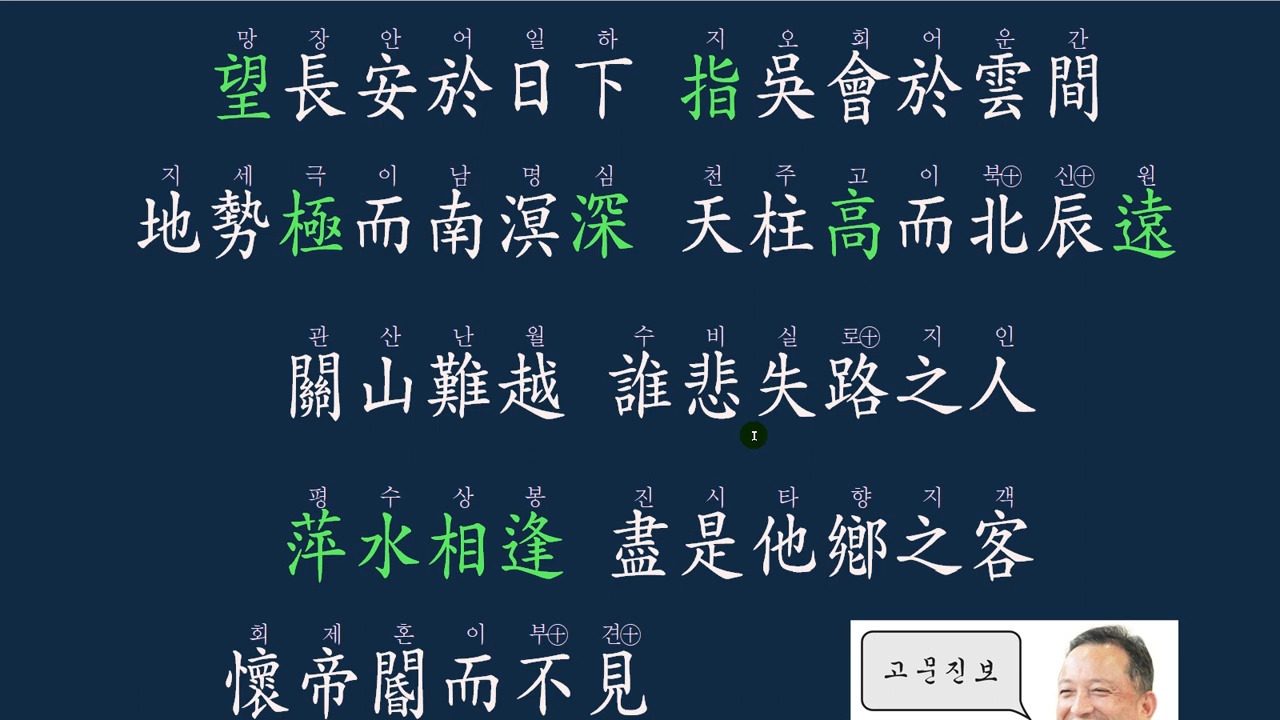 망 장 안 어 일 하 지 오 회 어 운 간
望長安於日下 指吳會於雲間
지 세 극 이 남 명 심 천 주 고 이 북㊉ 신㊉ 원
地勢極而南溟深 天柱高而北辰遠
관 산 난 월 수 비 실 로㊉ 지 인
關山難越 誰悲失路之人
평 수 상 봉 진 시 타 향 지 객
萍水相逢 盡是他鄕之客
회 제 혼 이 부㊉ 견㊉
懷帝閽而不見
고문진보